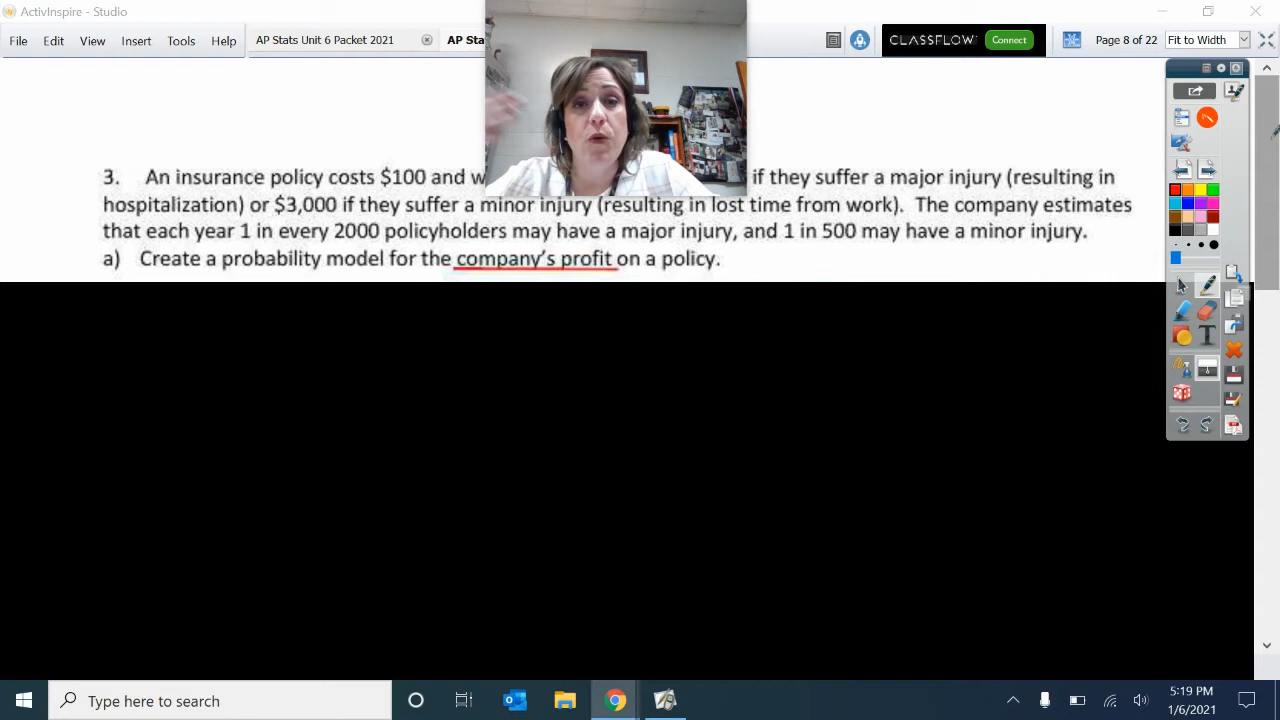 ActivInspire - Studio
File Edit View Insert Tools Help
AP Stats Unit 6 Packet 2021
AP Stats
CLASSFLOW Connect
Page 8 of 22
Fit to Width
3. An insurance policy costs $100 and if they suffer a major injury (resulting in
hospitalization) or $3,000 if they suffer a minor injury (resulting in lost time from work). The company estimates
that each year 1 in every 2000 policyholders may have a major injury, and 1 in 500 may have a minor injury.
a) Create a probability model for the company's profit on a policy.
Type here to search
5:19 PM
1/6/2021